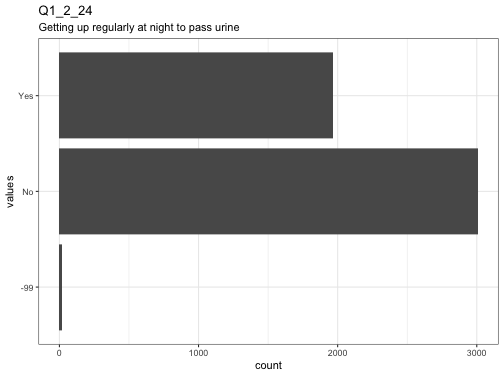 Q1_2_24
Getting up regularly at night to pass urine
values
Yes
No
-99
0 1000 2000 3000
count